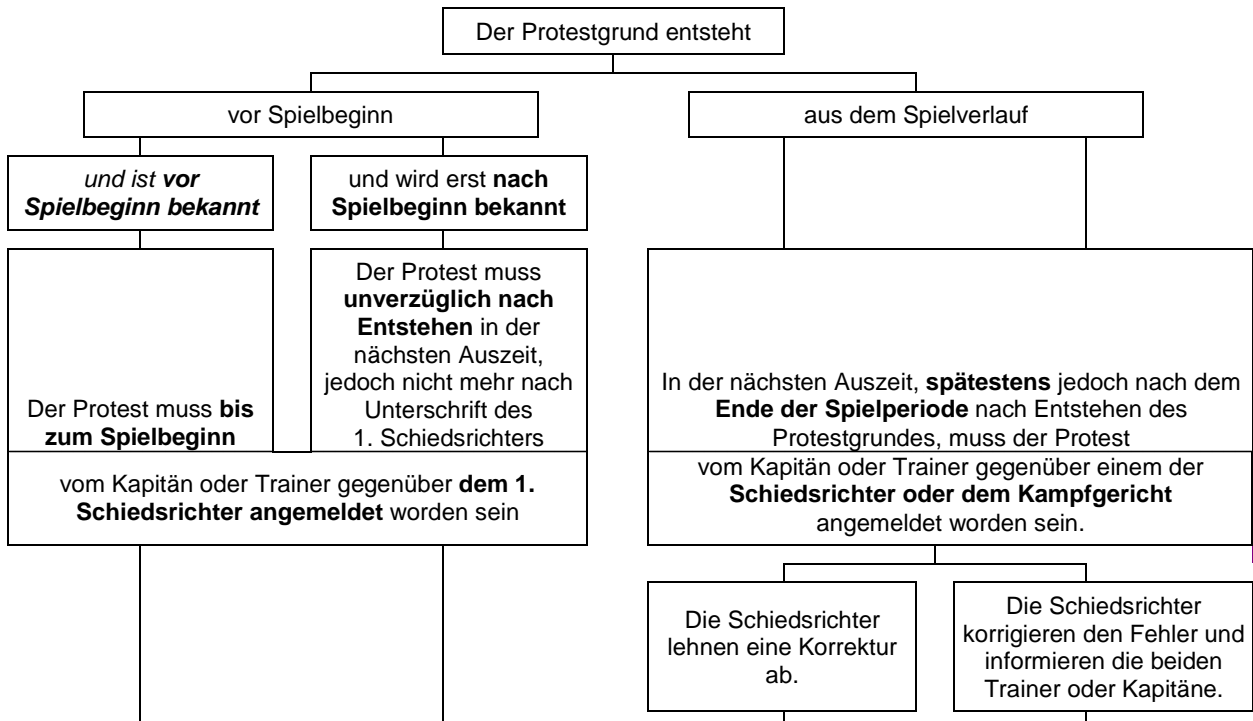 Der Protestgrund entsteht
vor Spielbeginn
aus dem Spielverlauf
und ist vor
Spielbeginn bekannt
und wird erst nach
Spielbeginn bekannt
Der Protest muss bis
zum Spielbeginn
Der Protest muss
unverzüglich nach
Entstehen in der
nächsten Auszeit,
jedoch nicht mehr nach
Unterschrift des
1. Schiedsrichters
vom Kapitän oder Trainer gegenüber dem 1.
Schiedsrichter angemeldet worden sein
In der nächsten Auszeit, spätestens jedoch nach dem
Ende der Spielperiode nach Entstehen des
Protestgrundes, muss der Protest
vom Kapitän oder Trainer gegenüber einem der
Schiedsrichter oder dem Kampfgericht
angemeldet worden sein.
Die Schiedsrichter
lehnen eine Korrektur
ab.
Die Schiedsrichter
korrigieren den Fehler und
informieren die beiden
Trainer oder Kapitäne.